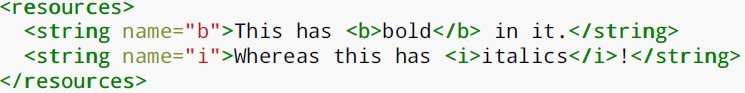 <resources>
  <string name="b">This has <b>bold</b> in it.</string>
  <string name="i">Whereas this has <i>italics</i>!</string>
</resources>